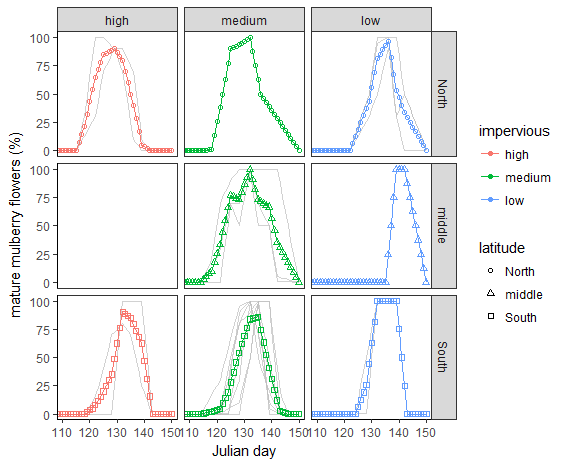 high medium low
100
75
50
25
0
North
100
75
50
25
0
middle
100
75
50
25
0
South
110 120 130 140 150 110 120 130 140 150 110 120 130 140 150
Julian day
mature mulberry flowers (%)
impervious
high
medium
low
latitude
North
middle
South